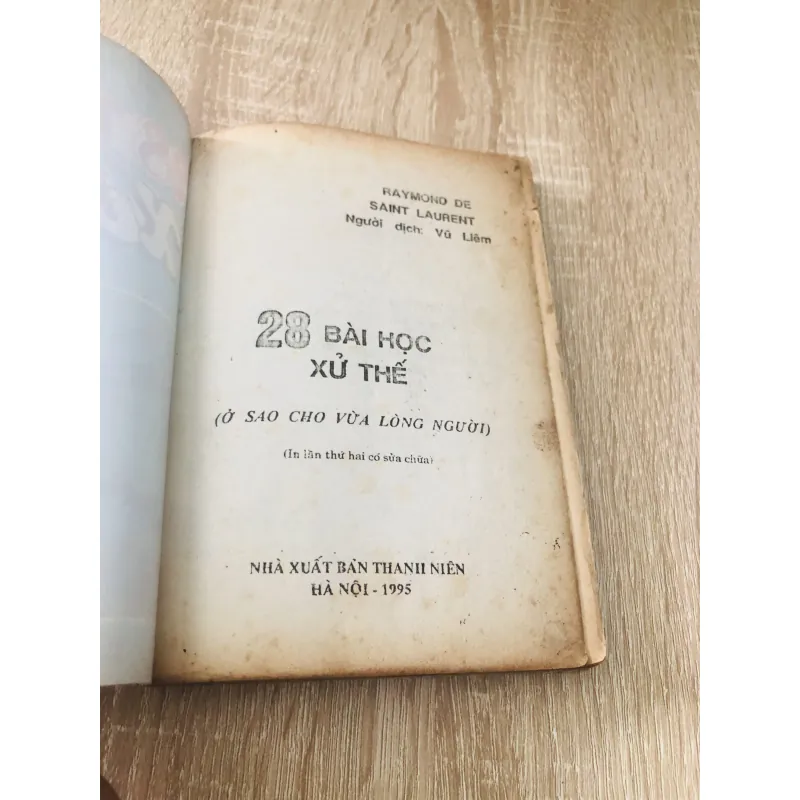 RAYMOND DE
SAINT LAURENT
Người dịch: Vũ Liêm
28 BÀI HỌC
XỬ THẾ
(Ở SAO CHO VỪA LÒNG NGƯỜI)
(In lần thứ hai có sửa chữa)
NHÀ XUẤT BẢN THANH NIÊN
HÀ NỘI - 1995